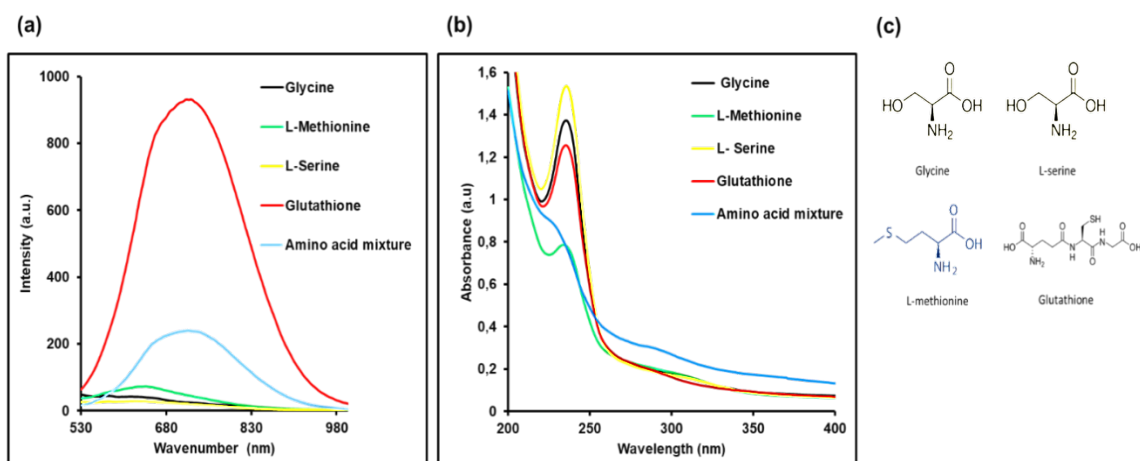 (a)
1000
800
600
400
200
0
530
680
830
980
Intensity (a.u.)
Wavenumber (nm)
Glycine
L-Methionine
L-Serine
Glutathione
Amino acid mixture
(b)
1,6
1,4
1,2
1
0,8
0,6
0,4
0,2
0
200
250
300
350
400
Absorbance (a.u)
Wavelength (nm)
Glycine
L-Methionine
L- Serine
Glutathione
Amino acid mixture
(c)
O
HO
OH
NH2
Glycine
O
HO
OH
NH2
L-serine
O
S
OH
NH2
L-methionine
SH
O
O
H
N
O
HO
OH
NH2
N
H
O
Glutathione